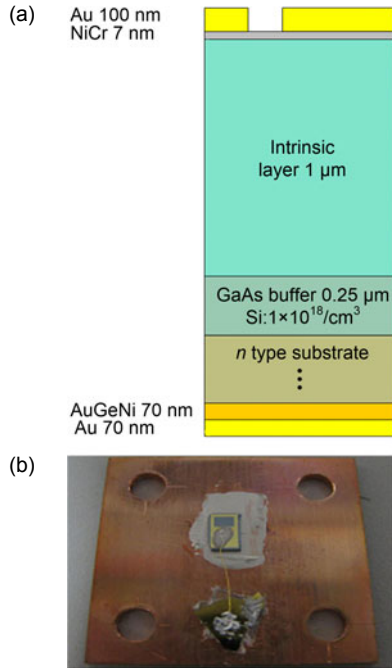 (a)
Au 100 nm
NiCr 7 nm
Intrinsic
layer 1 μm
GaAs buffer 0.25 μm
Si:1×10¹⁸/cm³
n type substrate
AuGeNi 70 nm
Au 70 nm
(b)